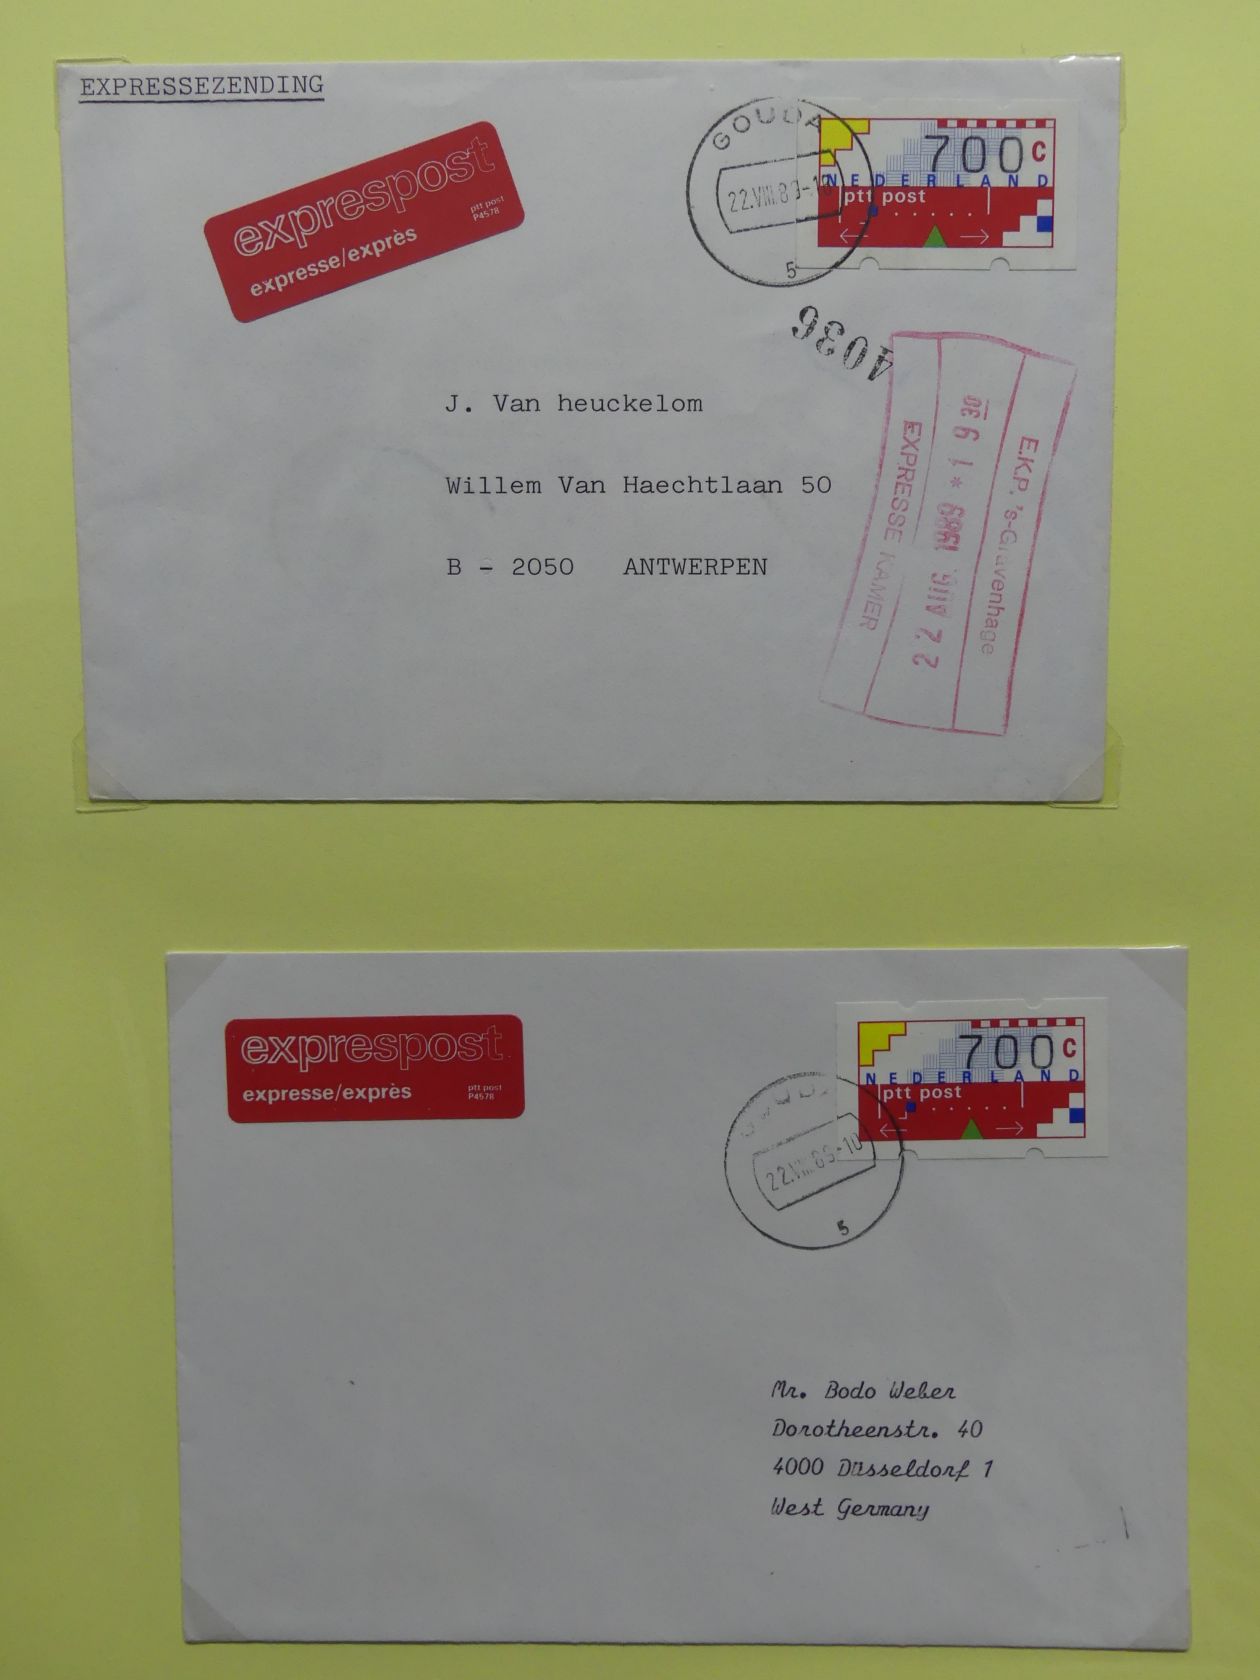 EXPRESSEZENDING
exprespost
expresse/exprès
ptt post
P4578
GOUDA
22.VIII.89-1
5
700c
NEDERLAND
ptt post
4036
E.K.P. 's-Gravenhage
22 AUG 1989 * 19 30
EXPRESSE KAMER
J. Van heuckelom
Willem Van Haechtlaan 50
B - 2050 ANTWERPEN
exprespost
expresse/exprès
ptt post
P4578
22.VIII.89-10
5
700c
NEDERLAND
ptt post
Mr. Bodo Weber
Dorotheenstr. 40
4000 Düsseldorf 1
West Germany